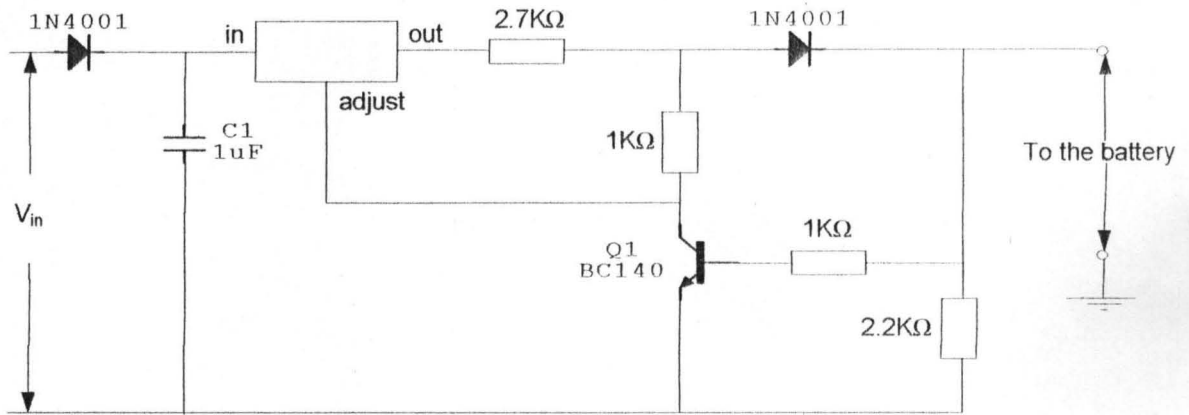 1N4001
in
out
adjust
2.7KΩ
1N4001
C1
1uF
1KΩ
To the battery
Vin
Q1
BC140
1KΩ
2.2KΩ